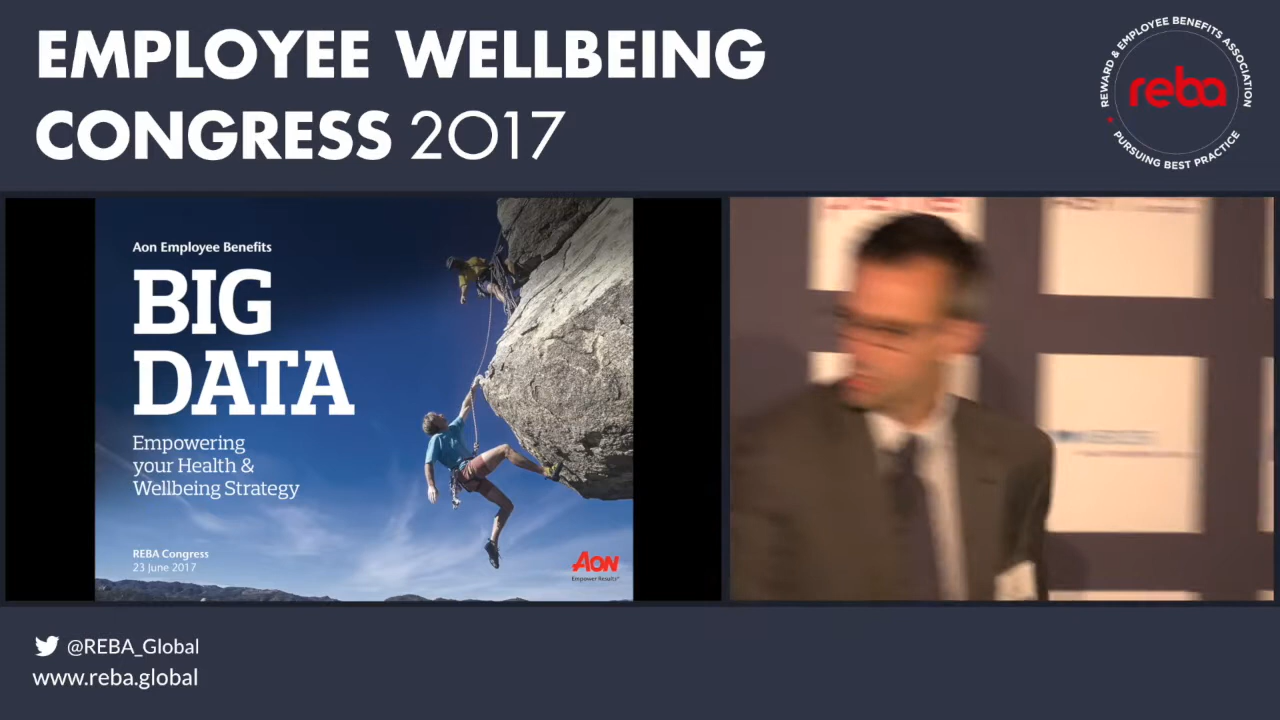 EMPLOYEE WELLBEING
CONGRESS 2017
REWARD & EMPLOYEE BENEFITS ASSOCIATION
reba
PURSUING BEST PRACTICE
Aon Employee Benefits
BIG
DATA
Empowering
your Health &
Wellbeing Strategy
REBA Congress
23 June 2017
AON
Empower Results®
@REBA_Global
www.reba.global